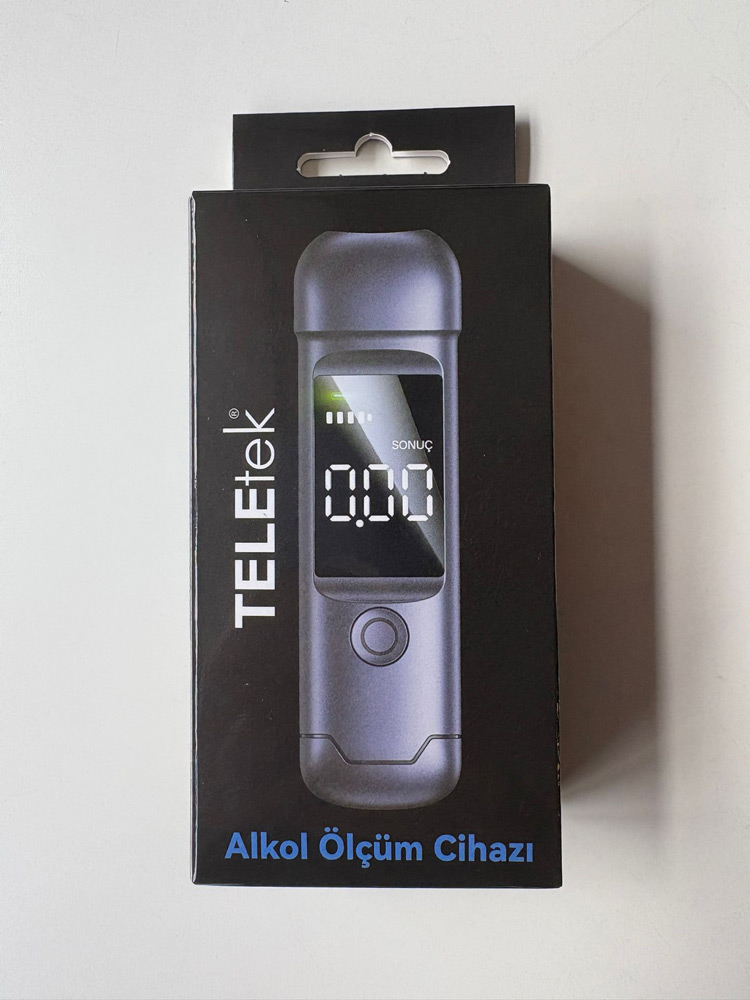 TELEtek®
SONUÇ
0.00
Alkol Ölçüm Cihazı